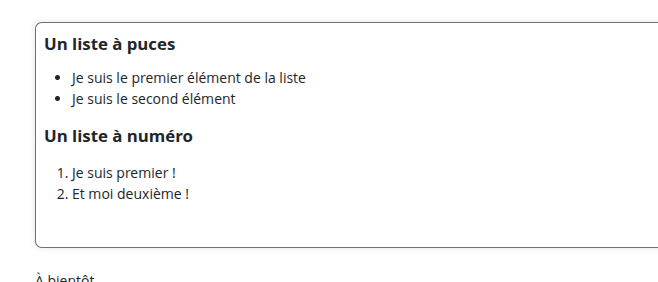 Un liste à puces
• Je suis le premier élément de la liste
• Je suis le second élément
Un liste à numéro
1. Je suis premier !
2. Et moi deuxième !
À bientôt